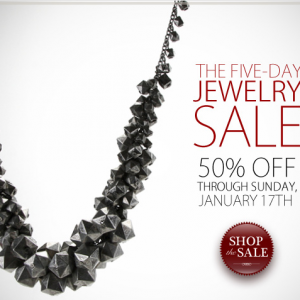 THE FIVE-DAY
JEWELRY
SALE
50% OFF
THROUGH SUNDAY,
JANUARY 17TH
SHOP
the
SALE